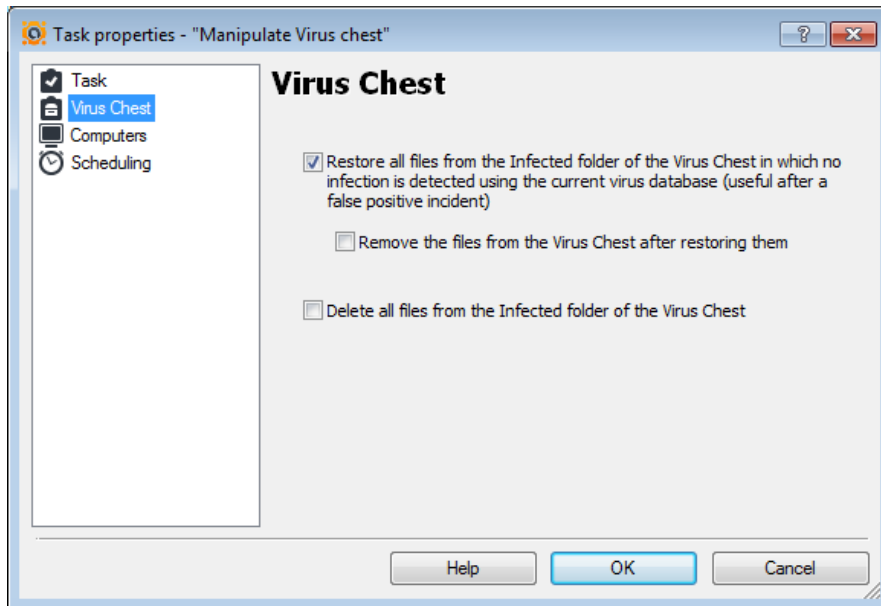 Task properties - "Manipulate Virus chest"
Task
Virus Chest
Computers
Scheduling
Virus Chest
Restore all files from the Infected folder of the Virus Chest in which no
infection is detected using the current virus database (useful after a
false positive incident)
Remove the files from the Virus Chest after restoring them
Delete all files from the Infected folder of the Virus Chest
Help
OK
Cancel